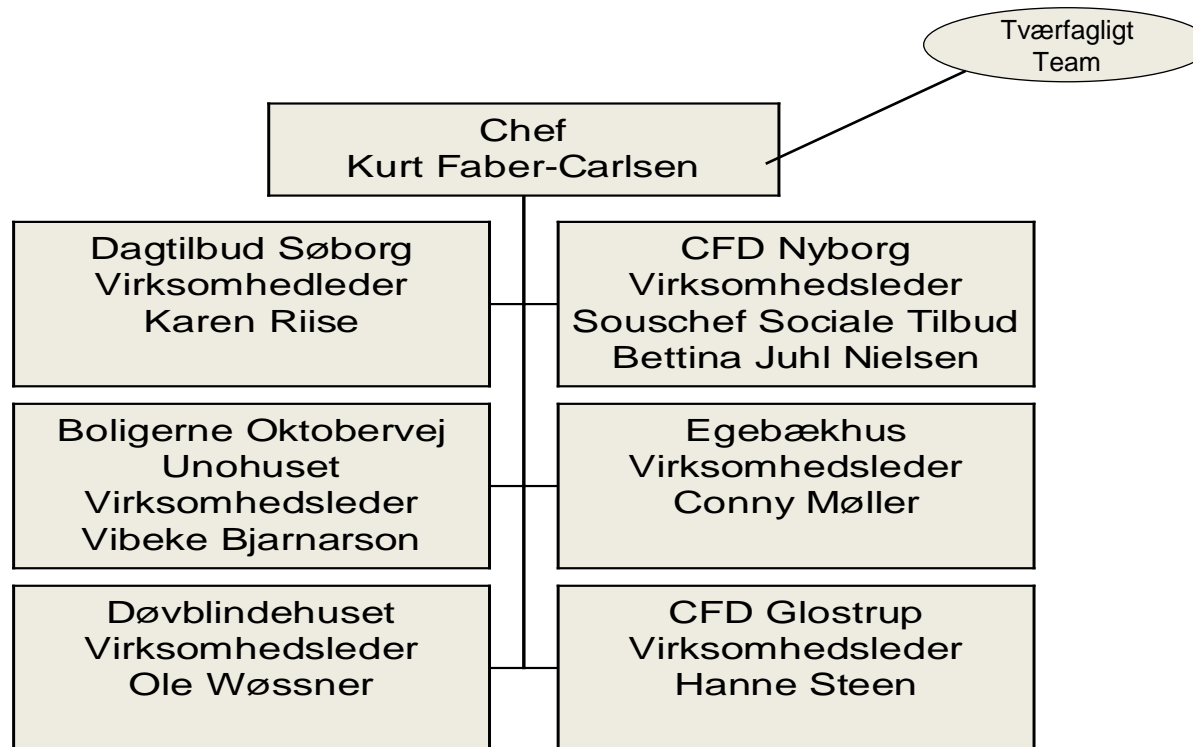 Tværfagligt
Team
Chef
Kurt Faber-Carlsen
Dagtilbud Søborg
Virksomhedleder
Karen Riise
CFD Nyborg
Virksomhedsleder
Souschef Sociale Tilbud
Bettina Juhl Nielsen
Boligerne Oktobervej
Unohuset
Virksomhedsleder
Vibeke Bjarnarson
Egebækhus
Virksomhedsleder
Conny Møller
Døvblindehuset
Virksomhedsleder
Ole Wøssner
CFD Glostrup
Virksomhedsleder
Hanne Steen